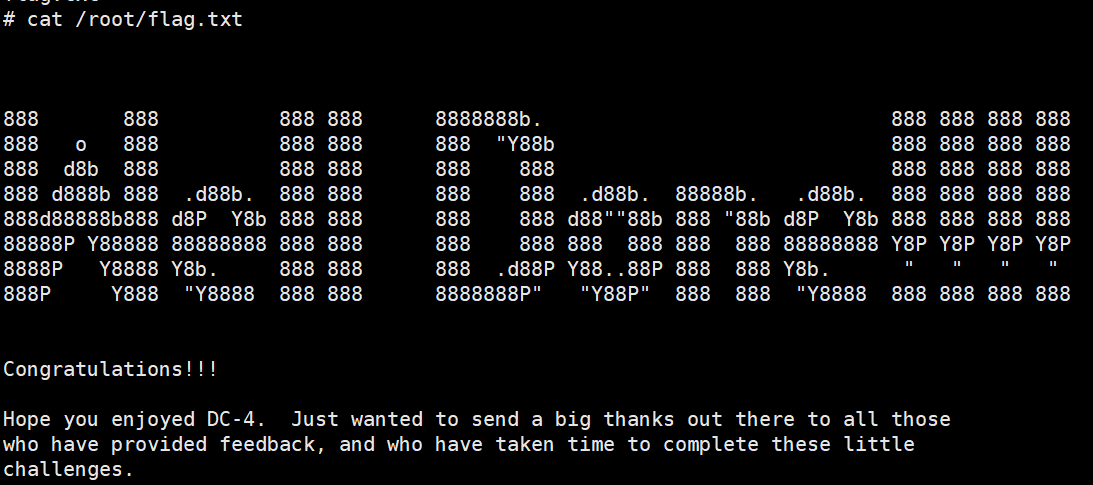 # cat /root/flag.txt
888       888          888 888      8888888b.                             888 888 888 888
888   o   888          888 888      888  "Y88b                            888 888 888 888
888  d8b  888          888 888      888    888                            888 888 888 888
888 d888b 888  .d88b.  888 888      888    888  .d88b.  88888b.   .d88b.  888 888 888 888
888d88888b888 d8P  Y8b 888 888      888    888 d88""88b 888 "88b d8P  Y8b 888 888 888 888
88888P Y88888 88888888 888 888      888    888 888  888 888  888 88888888 Y8P Y8P Y8P Y8P
8888P   Y8888 Y8b.     888 888      888  .d88P Y88..88P 888  888 Y8b.      "   "   "   "
888P     Y888  "Y8888  888 888      8888888P"   "Y88P"  888  888  "Y8888  888 888 888 888
Congratulations!!!
Hope you enjoyed DC-4.  Just wanted to send a big thanks out there to all those
who have provided feedback, and who have taken time to complete these little
challenges.